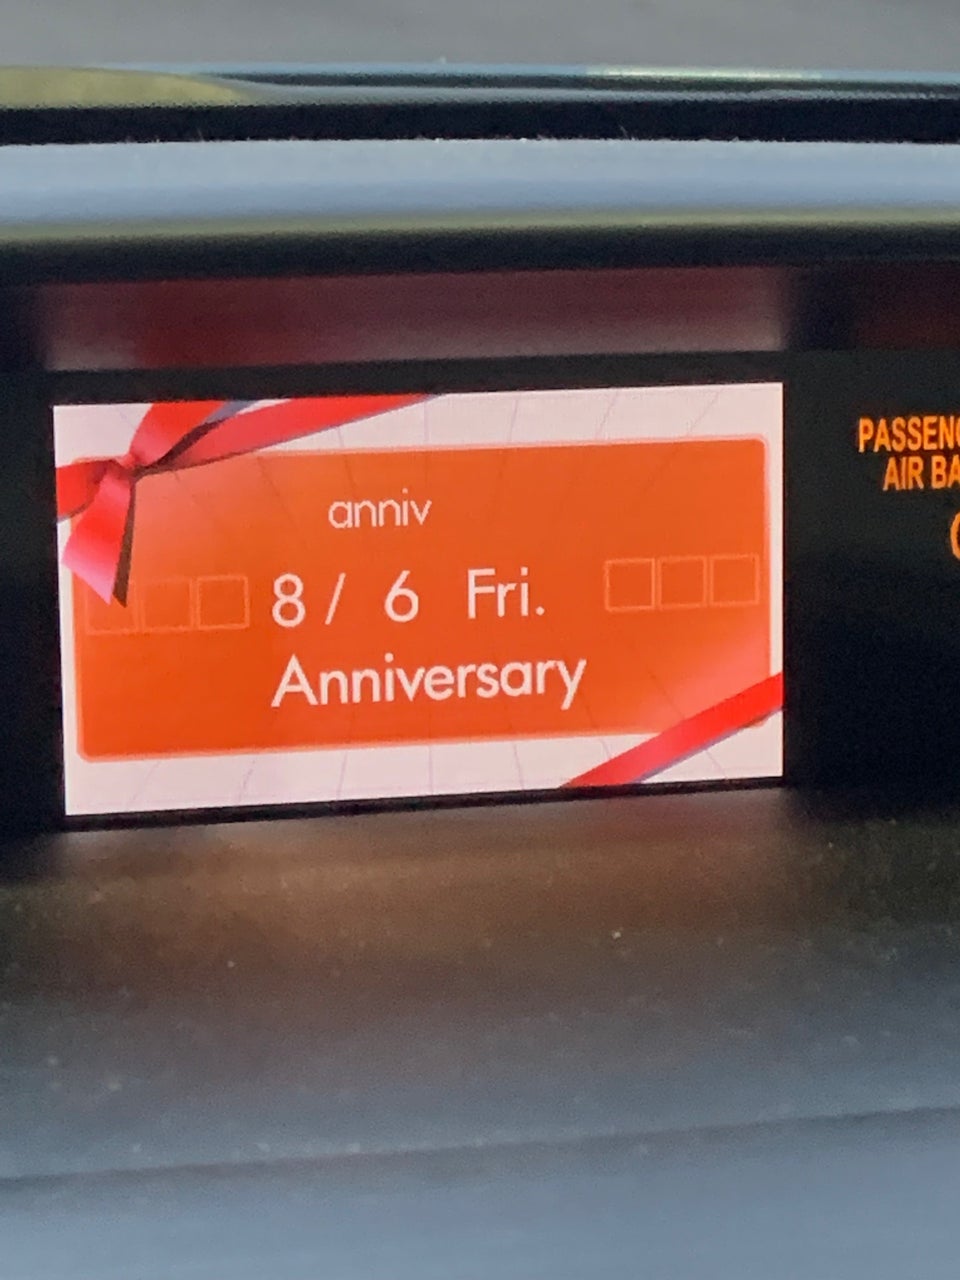 anniv
8/ 6 Fri.
Anniversary
PASSENG
AIR BA